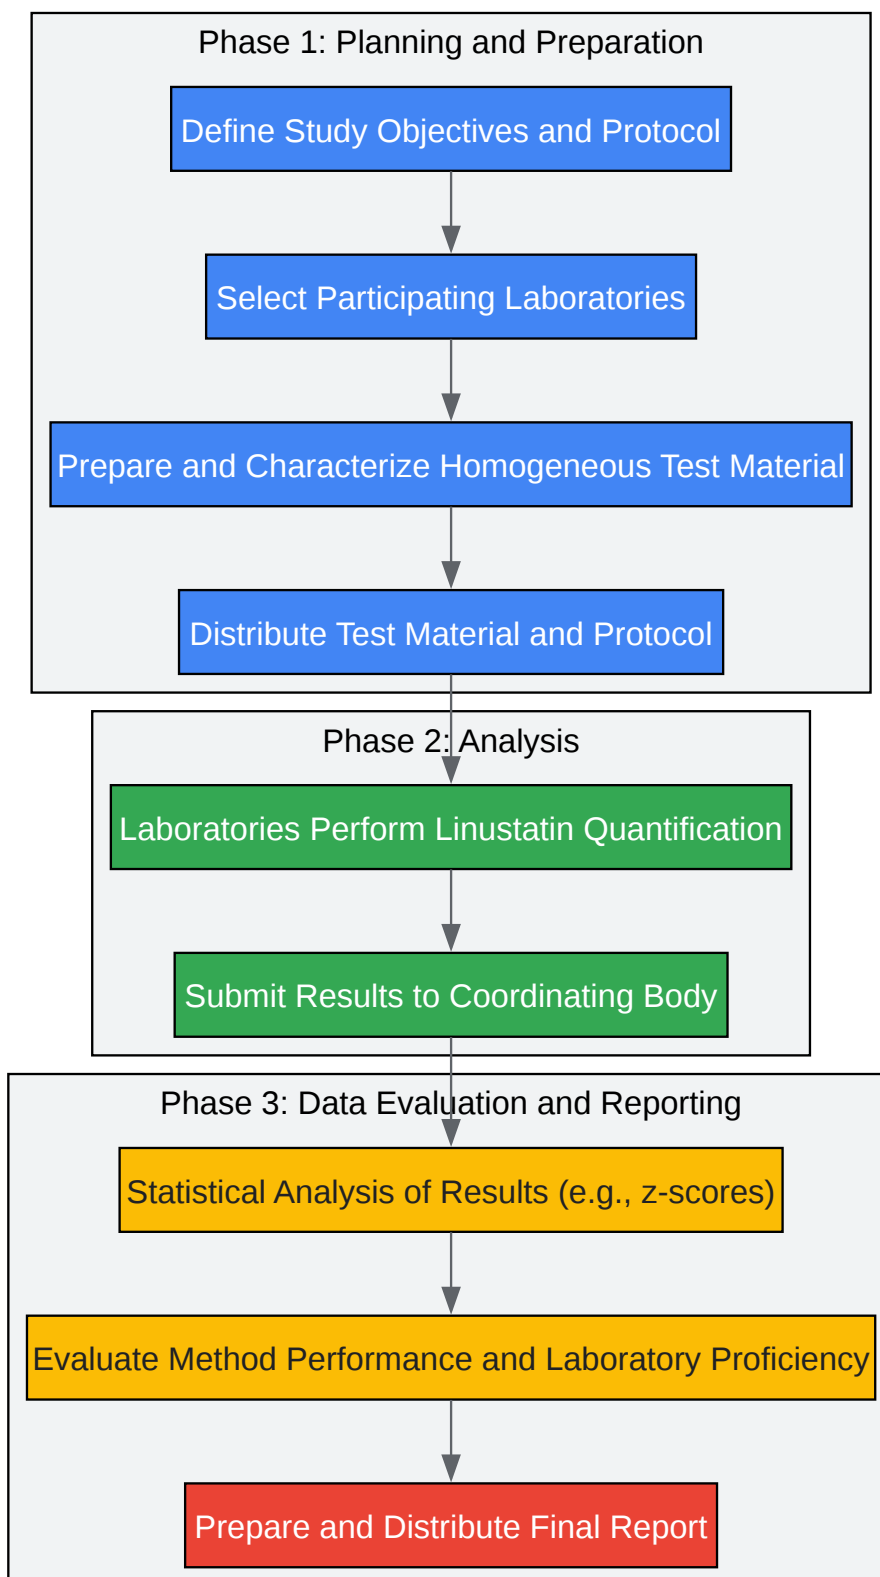 Phase 1: Planning and Preparation
Define Study Objectives and Protocol
Select Participating Laboratories
Prepare and Characterize Homogeneous Test Material
Distribute Test Material and Protocol
Phase 2: Analysis
Laboratories Perform Linustatin Quantification
Submit Results to Coordinating Body
Phase 3: Data Evaluation and Reporting
Statistical Analysis of Results (e.g., z-scores)
Evaluate Method Performance and Laboratory Proficiency
Prepare and Distribute Final Report